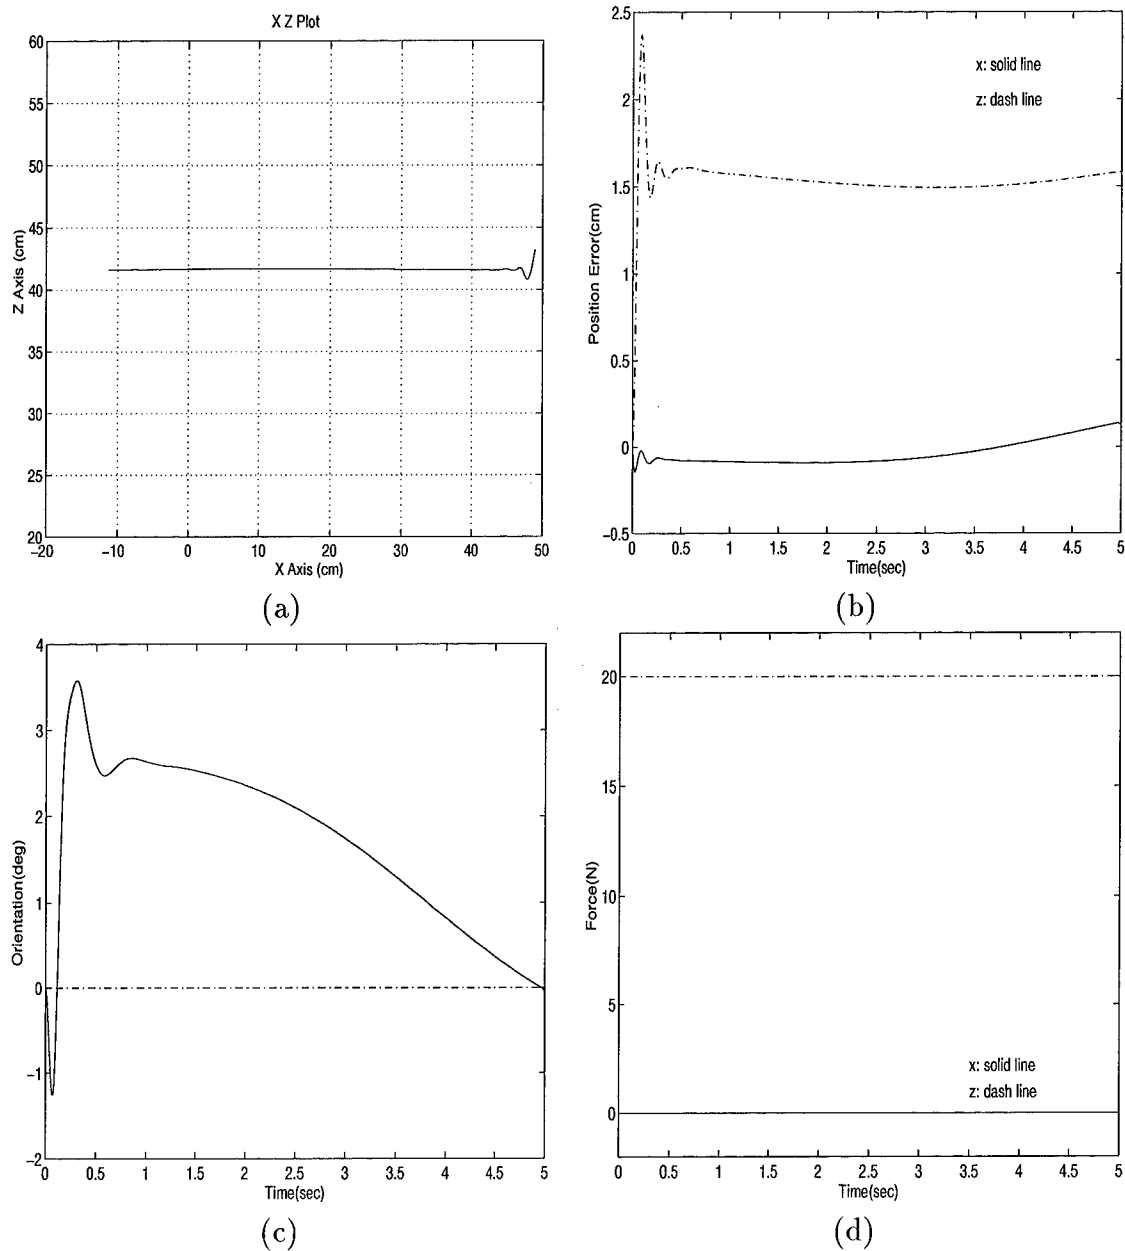 X Z Plot
60
55
50
45
40
35
30
25
20
Z Axis (cm)
−20 −10 0 10 20 30 40 50
X Axis (cm)
(a)
2.5
2
1.5
1
0.5
0
−0.5
Position Error(cm)
x: solid line
z: dash line
0 0.5 1 1.5 2 2.5 3 3.5 4 4.5 5
Time(sec)
(b)
4
3
2
1
0
−1
−2
Orientation(deg)
0 0.5 1 1.5 2 2.5 3 3.5 4 4.5 5
Time(sec)
(c)
20
15
10
5
0
Force(N)
x: solid line
z: dash line
0 0.5 1 1.5 2 2.5 3 3.5 4 4.5 5
Time(sec)
(d)